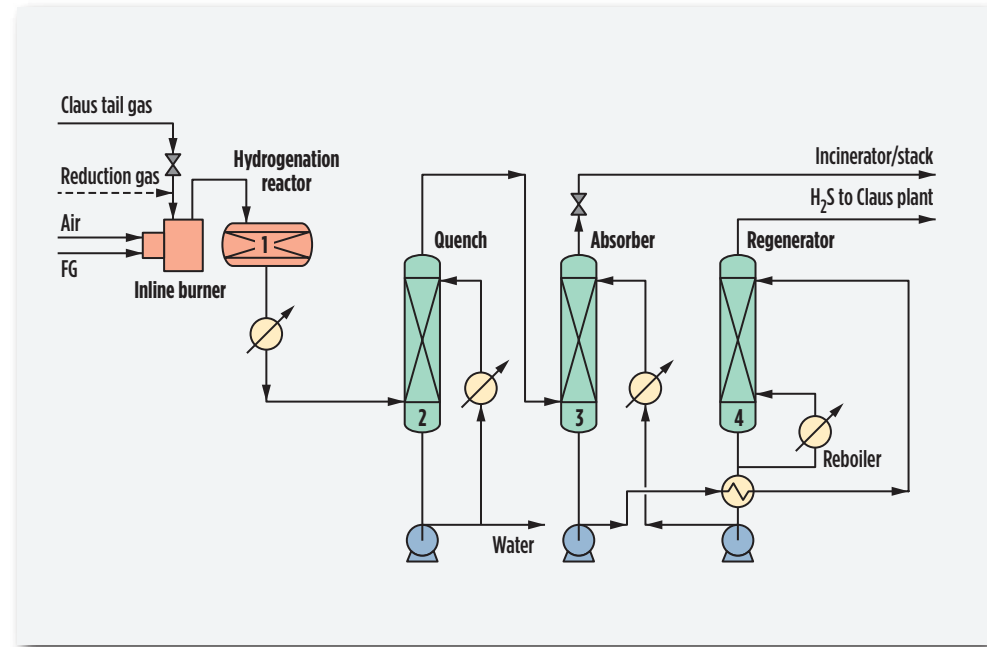 Claus tail gas
Reduction gas
Air
FG
Inline burner
Hydrogenation
reactor
1
Quench
2
Water
Absorber
3
Incinerator/stack
H₂S to Claus plant
Regenerator
4
Reboiler